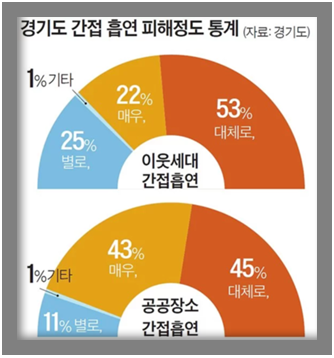 경기도 간접 흡연 피해정도 통계 (자료: 경기도)
1%기타
22%
매우,
53%
대체로,
25%
별로,
이웃세대
간접흡연
43%
매우,
45%
대체로,
1%기타
11% 별로,
공공장소
간접흡연